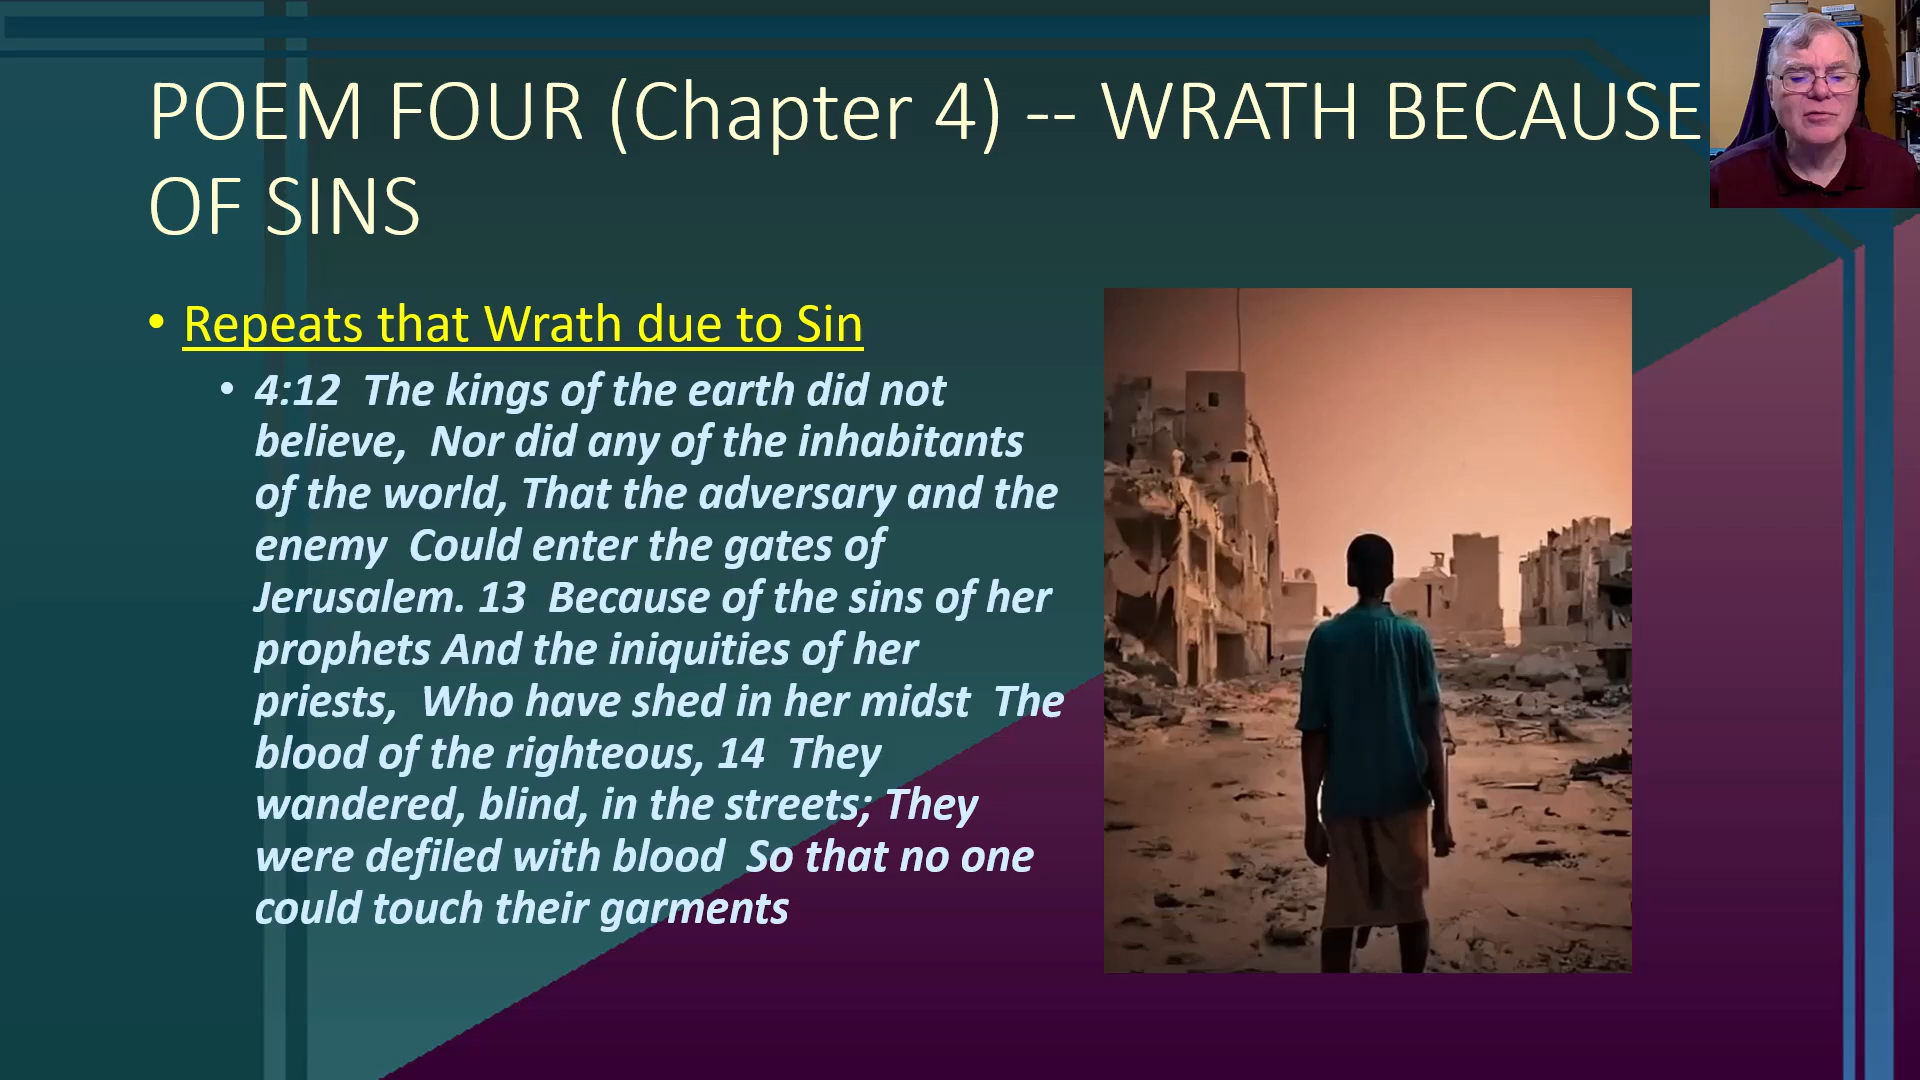 POEM FOUR (Chapter 4) -- WRATH BECAUSE
OF SINS
• Repeats that Wrath due to Sin
• 4:12  The kings of the earth did not
believe,  Nor did any of the inhabitants
of the world, That the adversary and the
enemy  Could enter the gates of
Jerusalem. 13  Because of the sins of her
prophets And the iniquities of her
priests,  Who have shed in her midst  The
blood of the righteous, 14  They
wandered, blind, in the streets; They
were defiled with blood  So that no one
could touch their garments